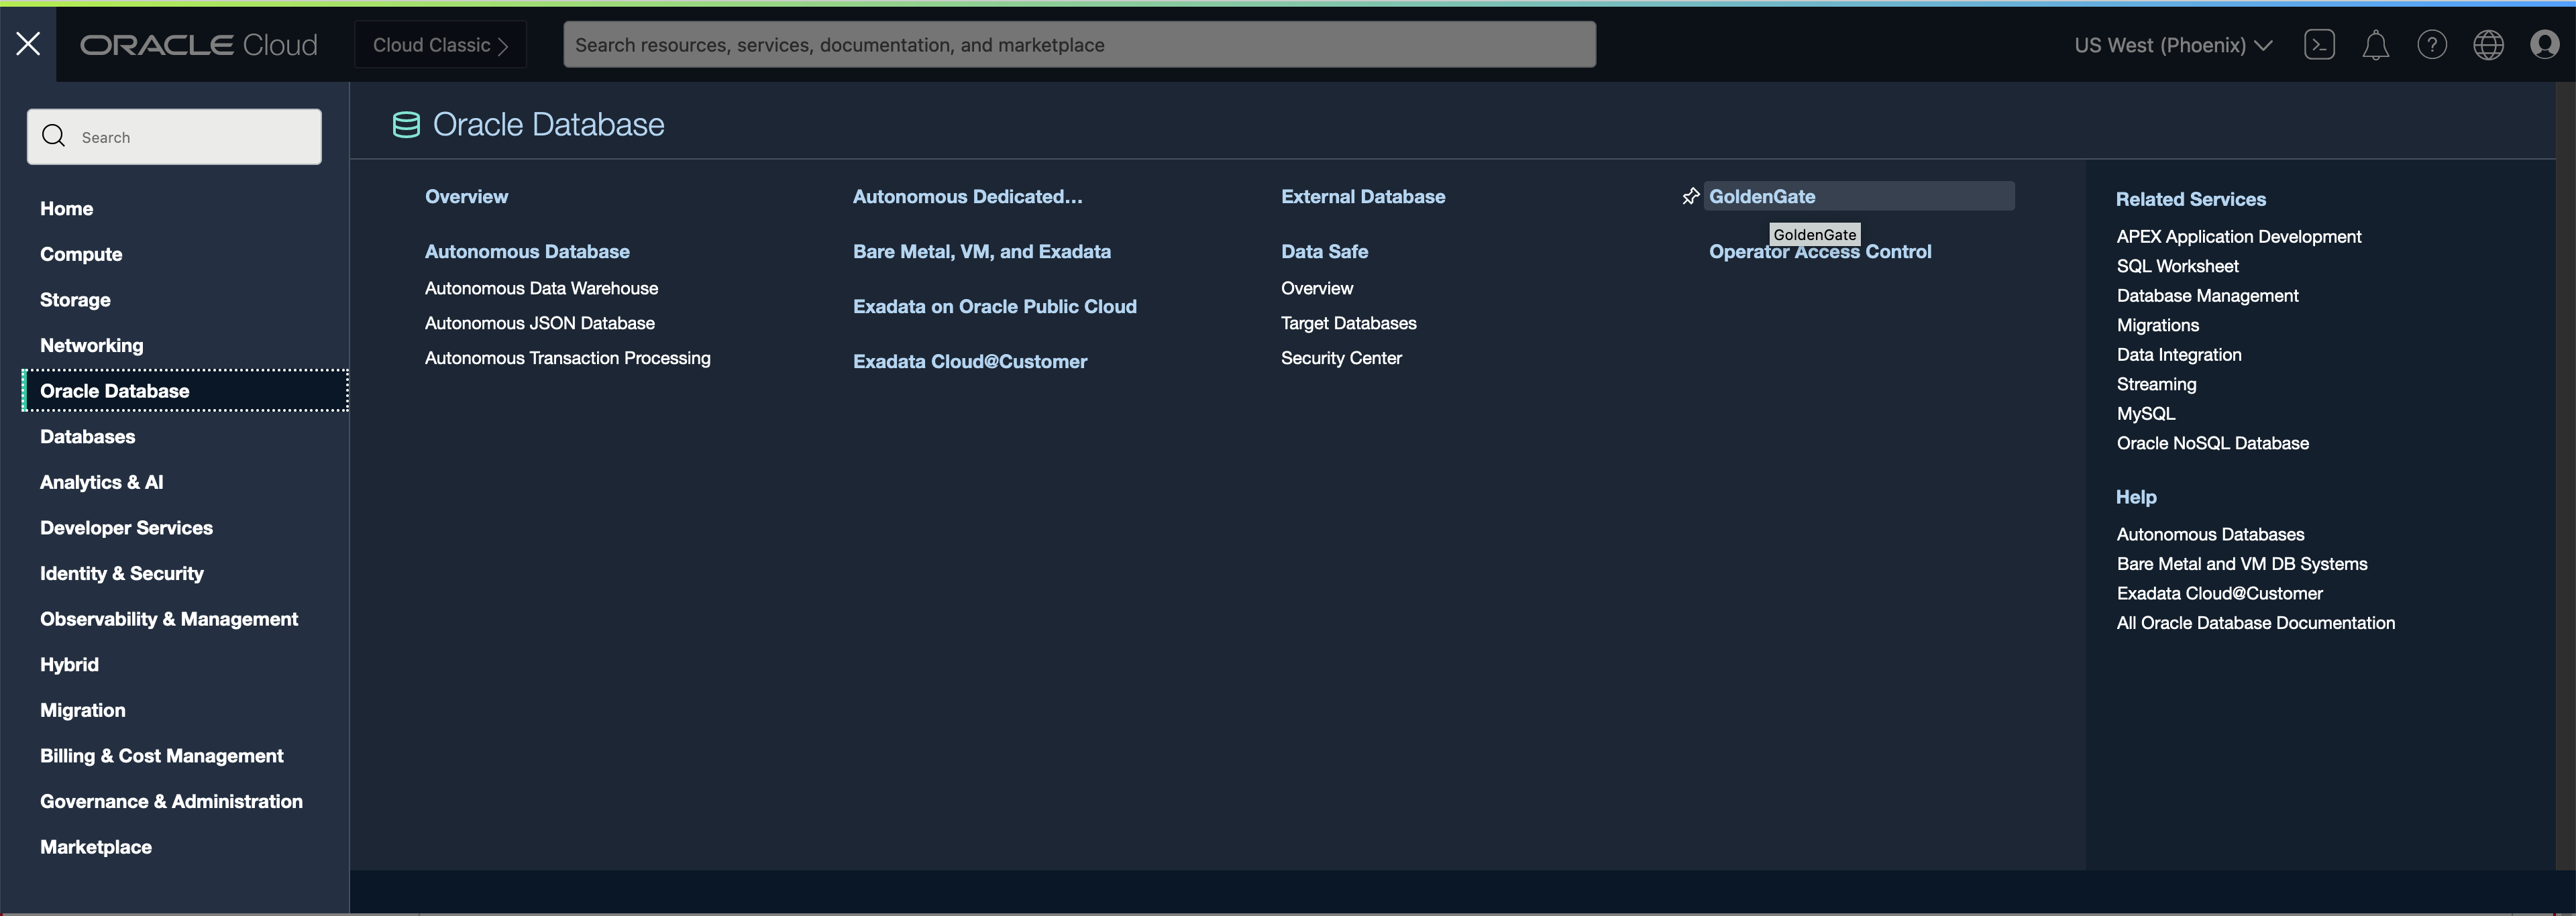 ORACLE Cloud
Cloud Classic
Search resources, services, documentation, and marketplace
US West (Phoenix)
Search
Home
Compute
Storage
Networking
Oracle Database
Databases
Analytics & AI
Developer Services
Identity & Security
Observability & Management
Hybrid
Migration
Billing & Cost Management
Governance & Administration
Marketplace
Oracle Database
Overview
Autonomous Database
Autonomous Data Warehouse
Autonomous JSON Database
Autonomous Transaction Processing
Autonomous Dedicated...
Bare Metal, VM, and Exadata
Exadata on Oracle Public Cloud
Exadata Cloud@Customer
External Database
Data Safe
Overview
Target Databases
Security Center
GoldenGate
GoldenGate
Operator Access Control
Related Services
APEX Application Development
SQL Worksheet
Database Management
Migrations
Data Integration
Streaming
MySQL
Oracle NoSQL Database
Help
Autonomous Databases
Bare Metal and VM DB Systems
Exadata Cloud@Customer
All Oracle Database Documentation